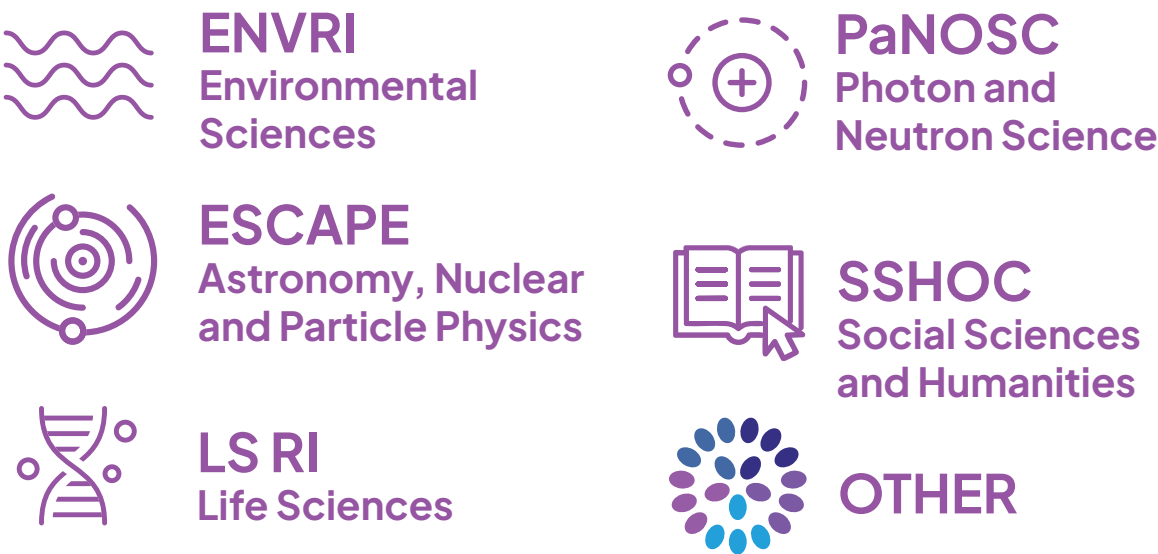 ENVRI
Environmental
Sciences
ESCAPE
Astronomy, Nuclear
and Particle Physics
LS RI
Life Sciences
PaNOSC
Photon and
Neutron Science
SSHOC
Social Sciences
and Humanities
OTHER